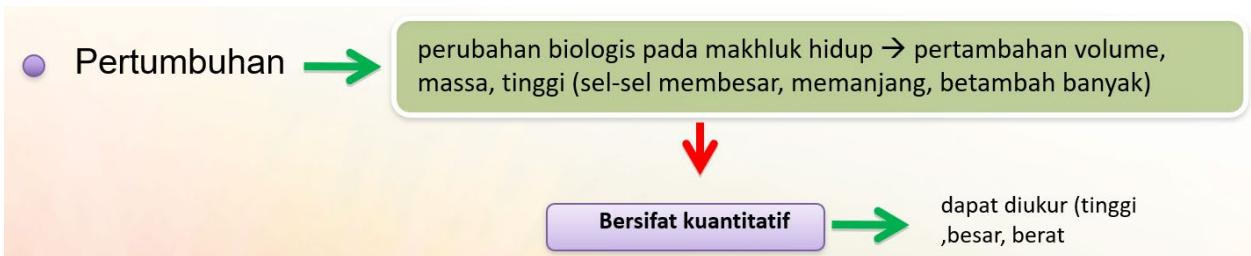 Pertumbuhan
perubahan biologis pada makhluk hidup → pertambahan volume,
massa, tinggi (sel-sel membesar, memanjang, betambah banyak)
Bersifat kuantitatif
dapat diukur (tinggi
,besar, berat